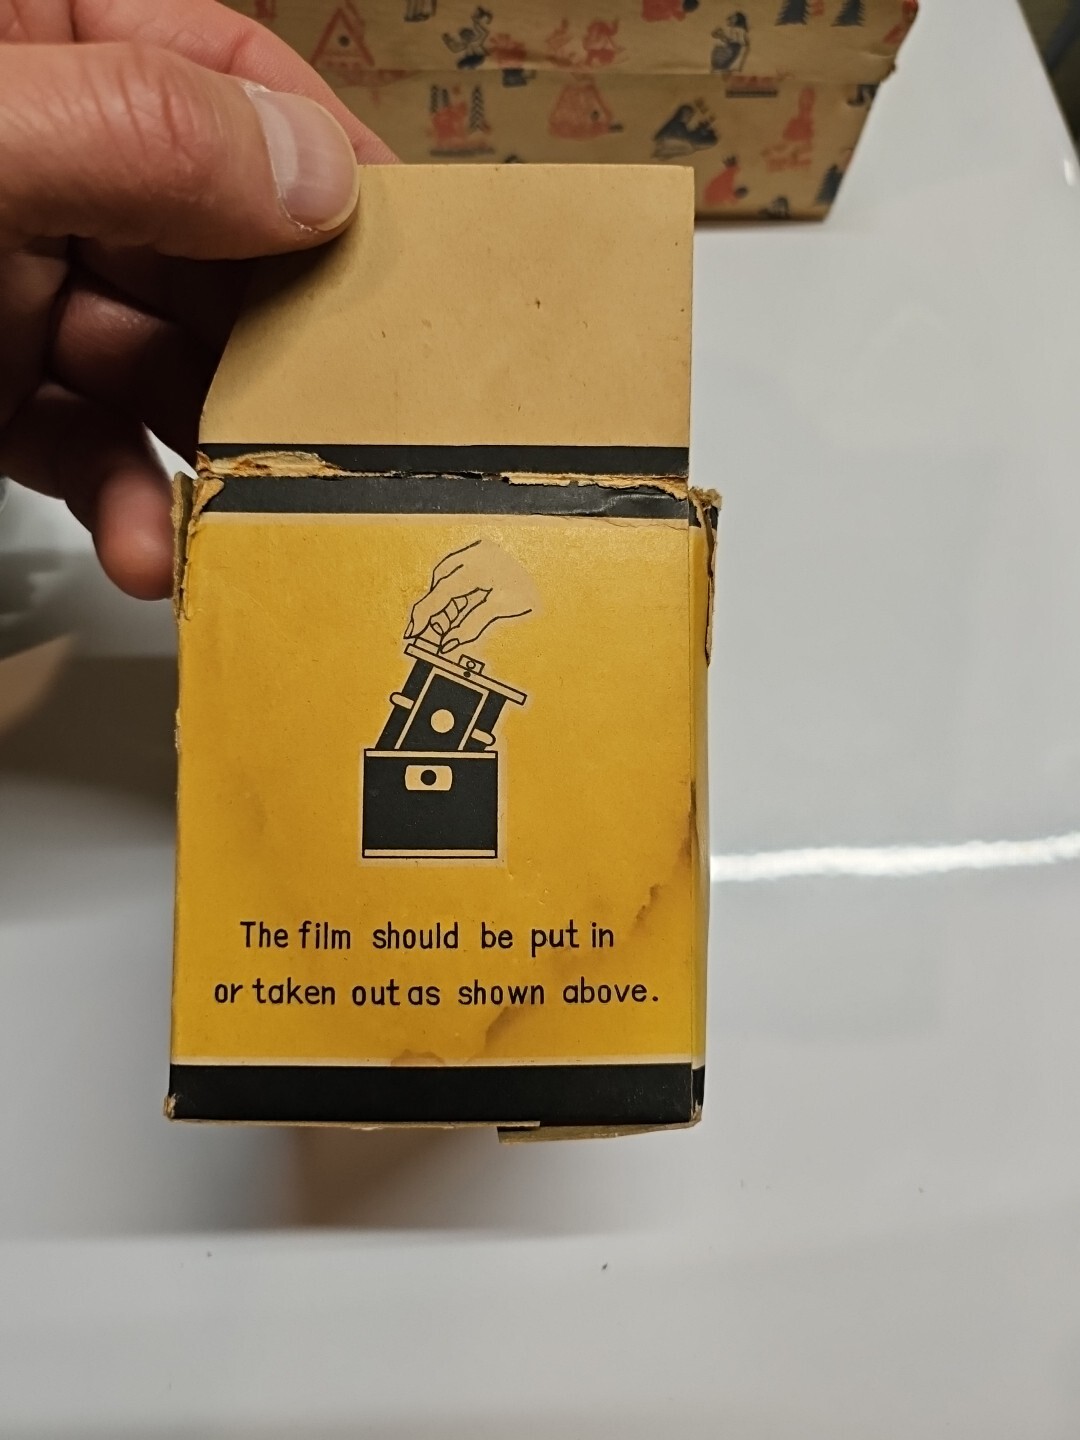 The film should be put in
or taken out as shown above.